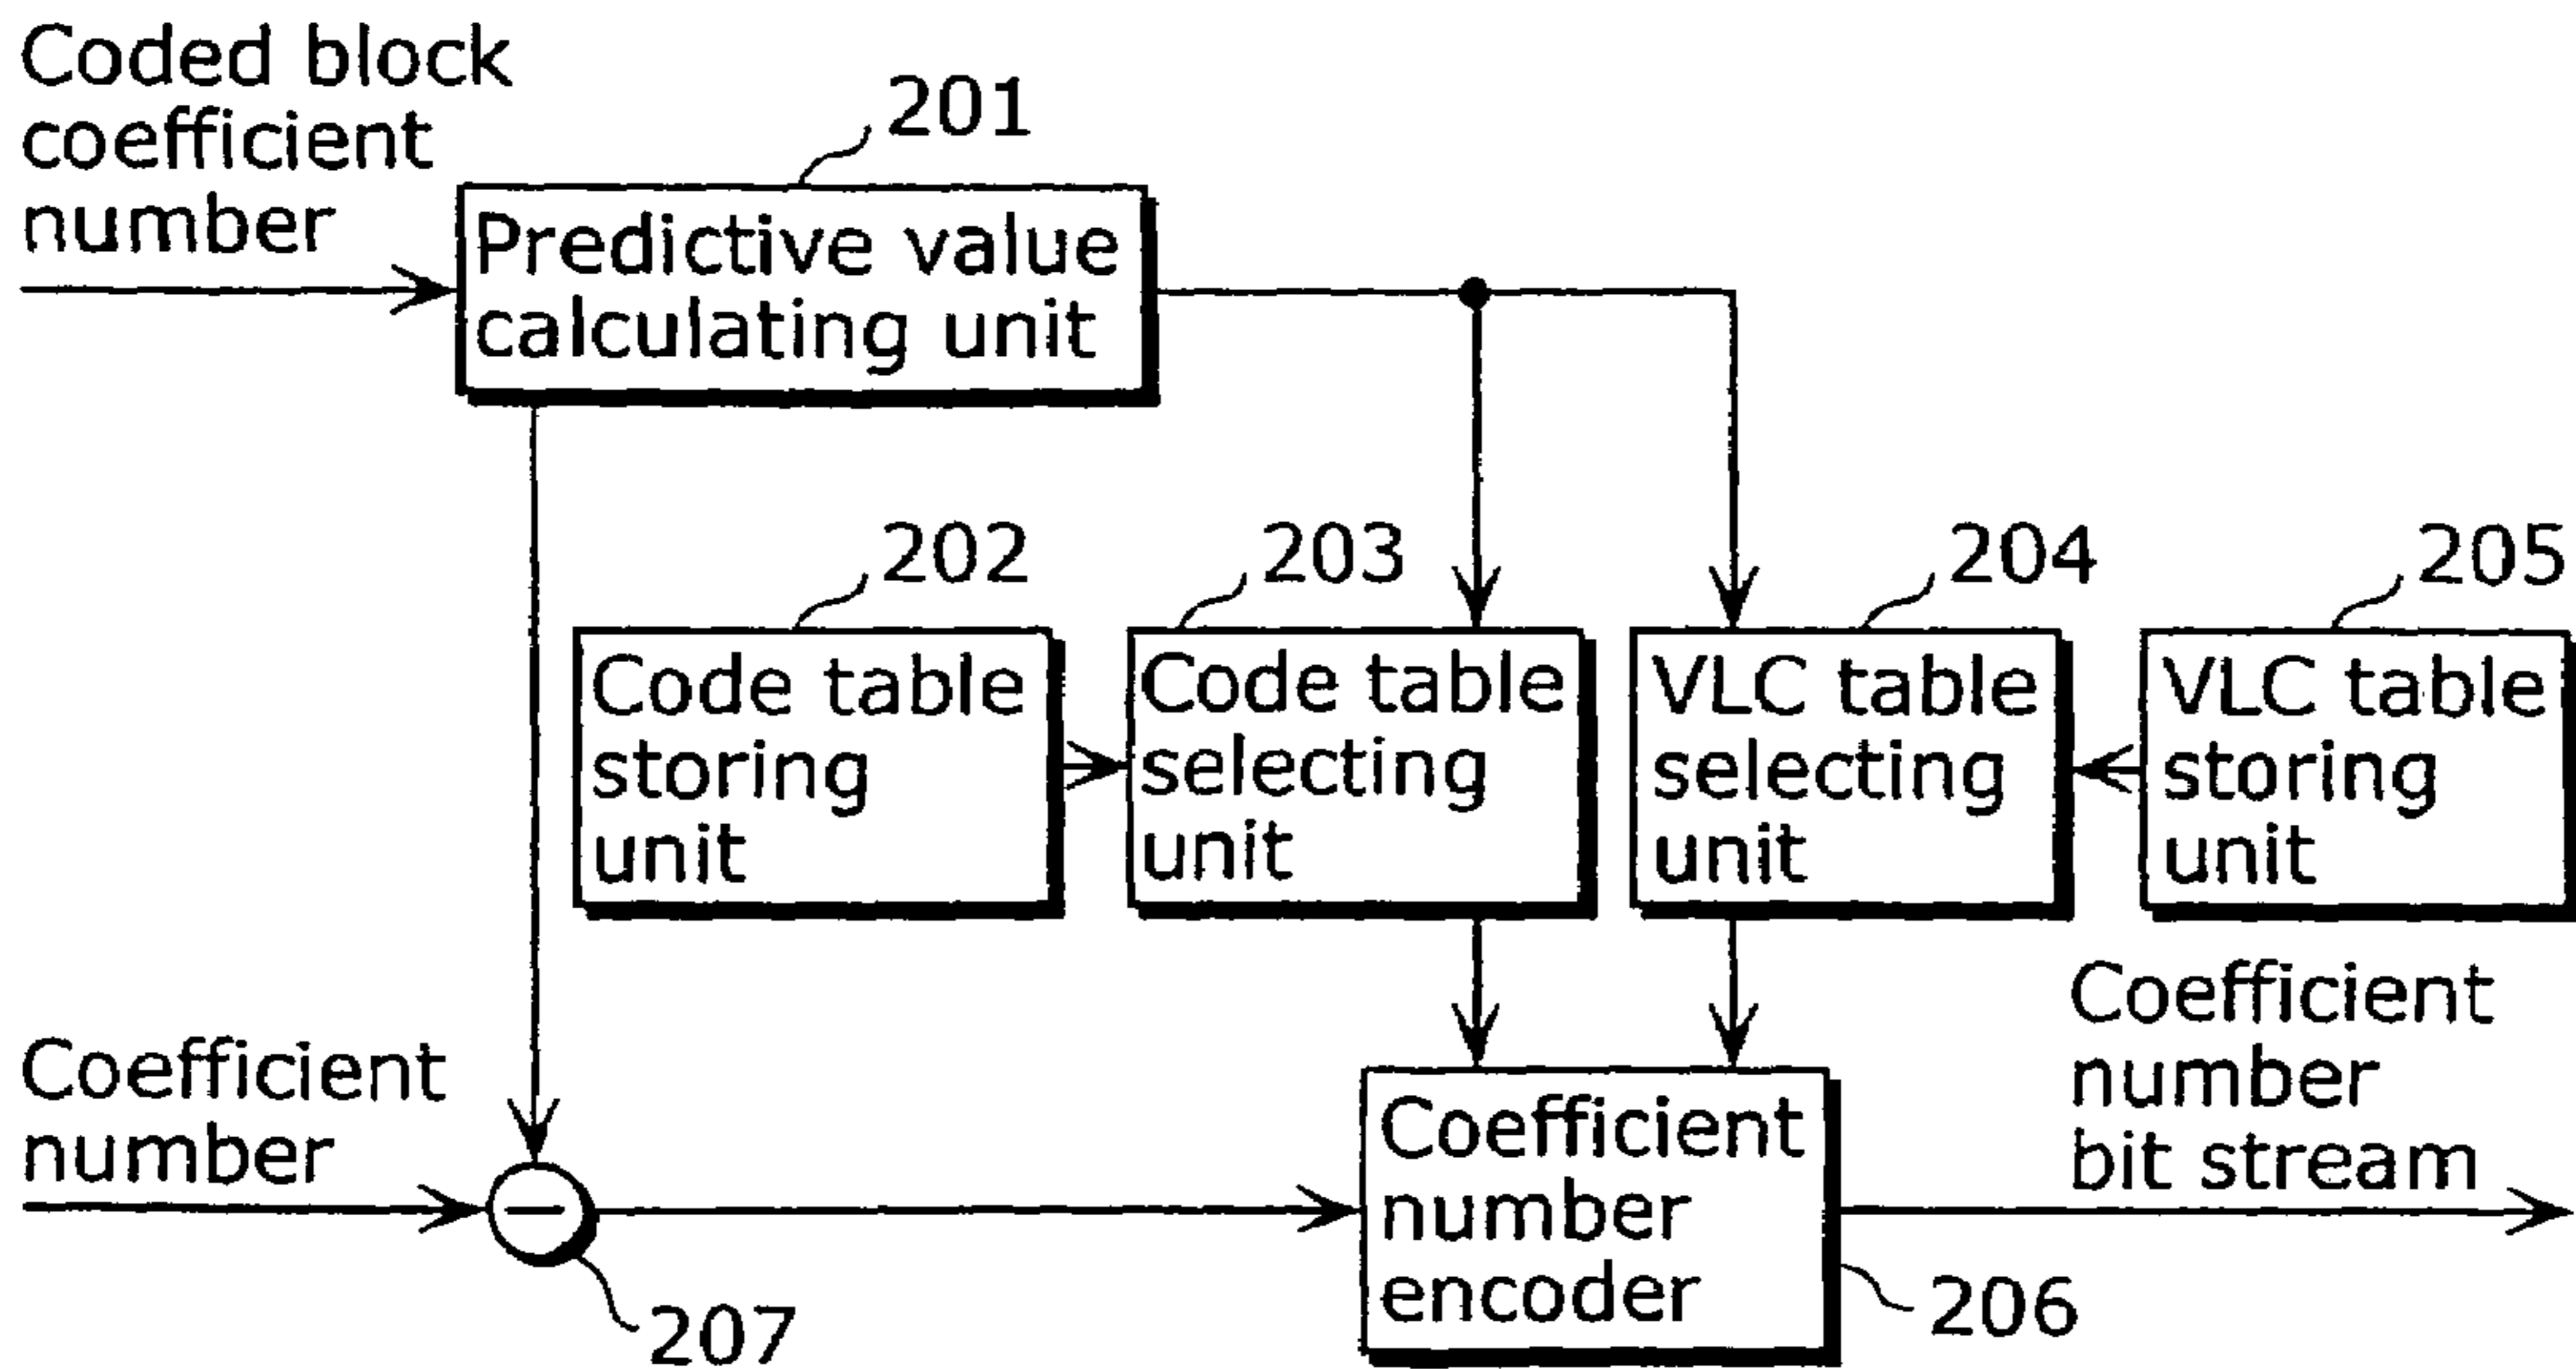 Coded block
coefficient
number
201
Predictive value
calculating unit
202
203
204
205
Code table
storing
unit
Code table
selecting
unit
VLC table
selecting
unit
VLC table
storing
unit
Coefficient
number
207
Coefficient
number
encoder
206
Coefficient
number
bit stream